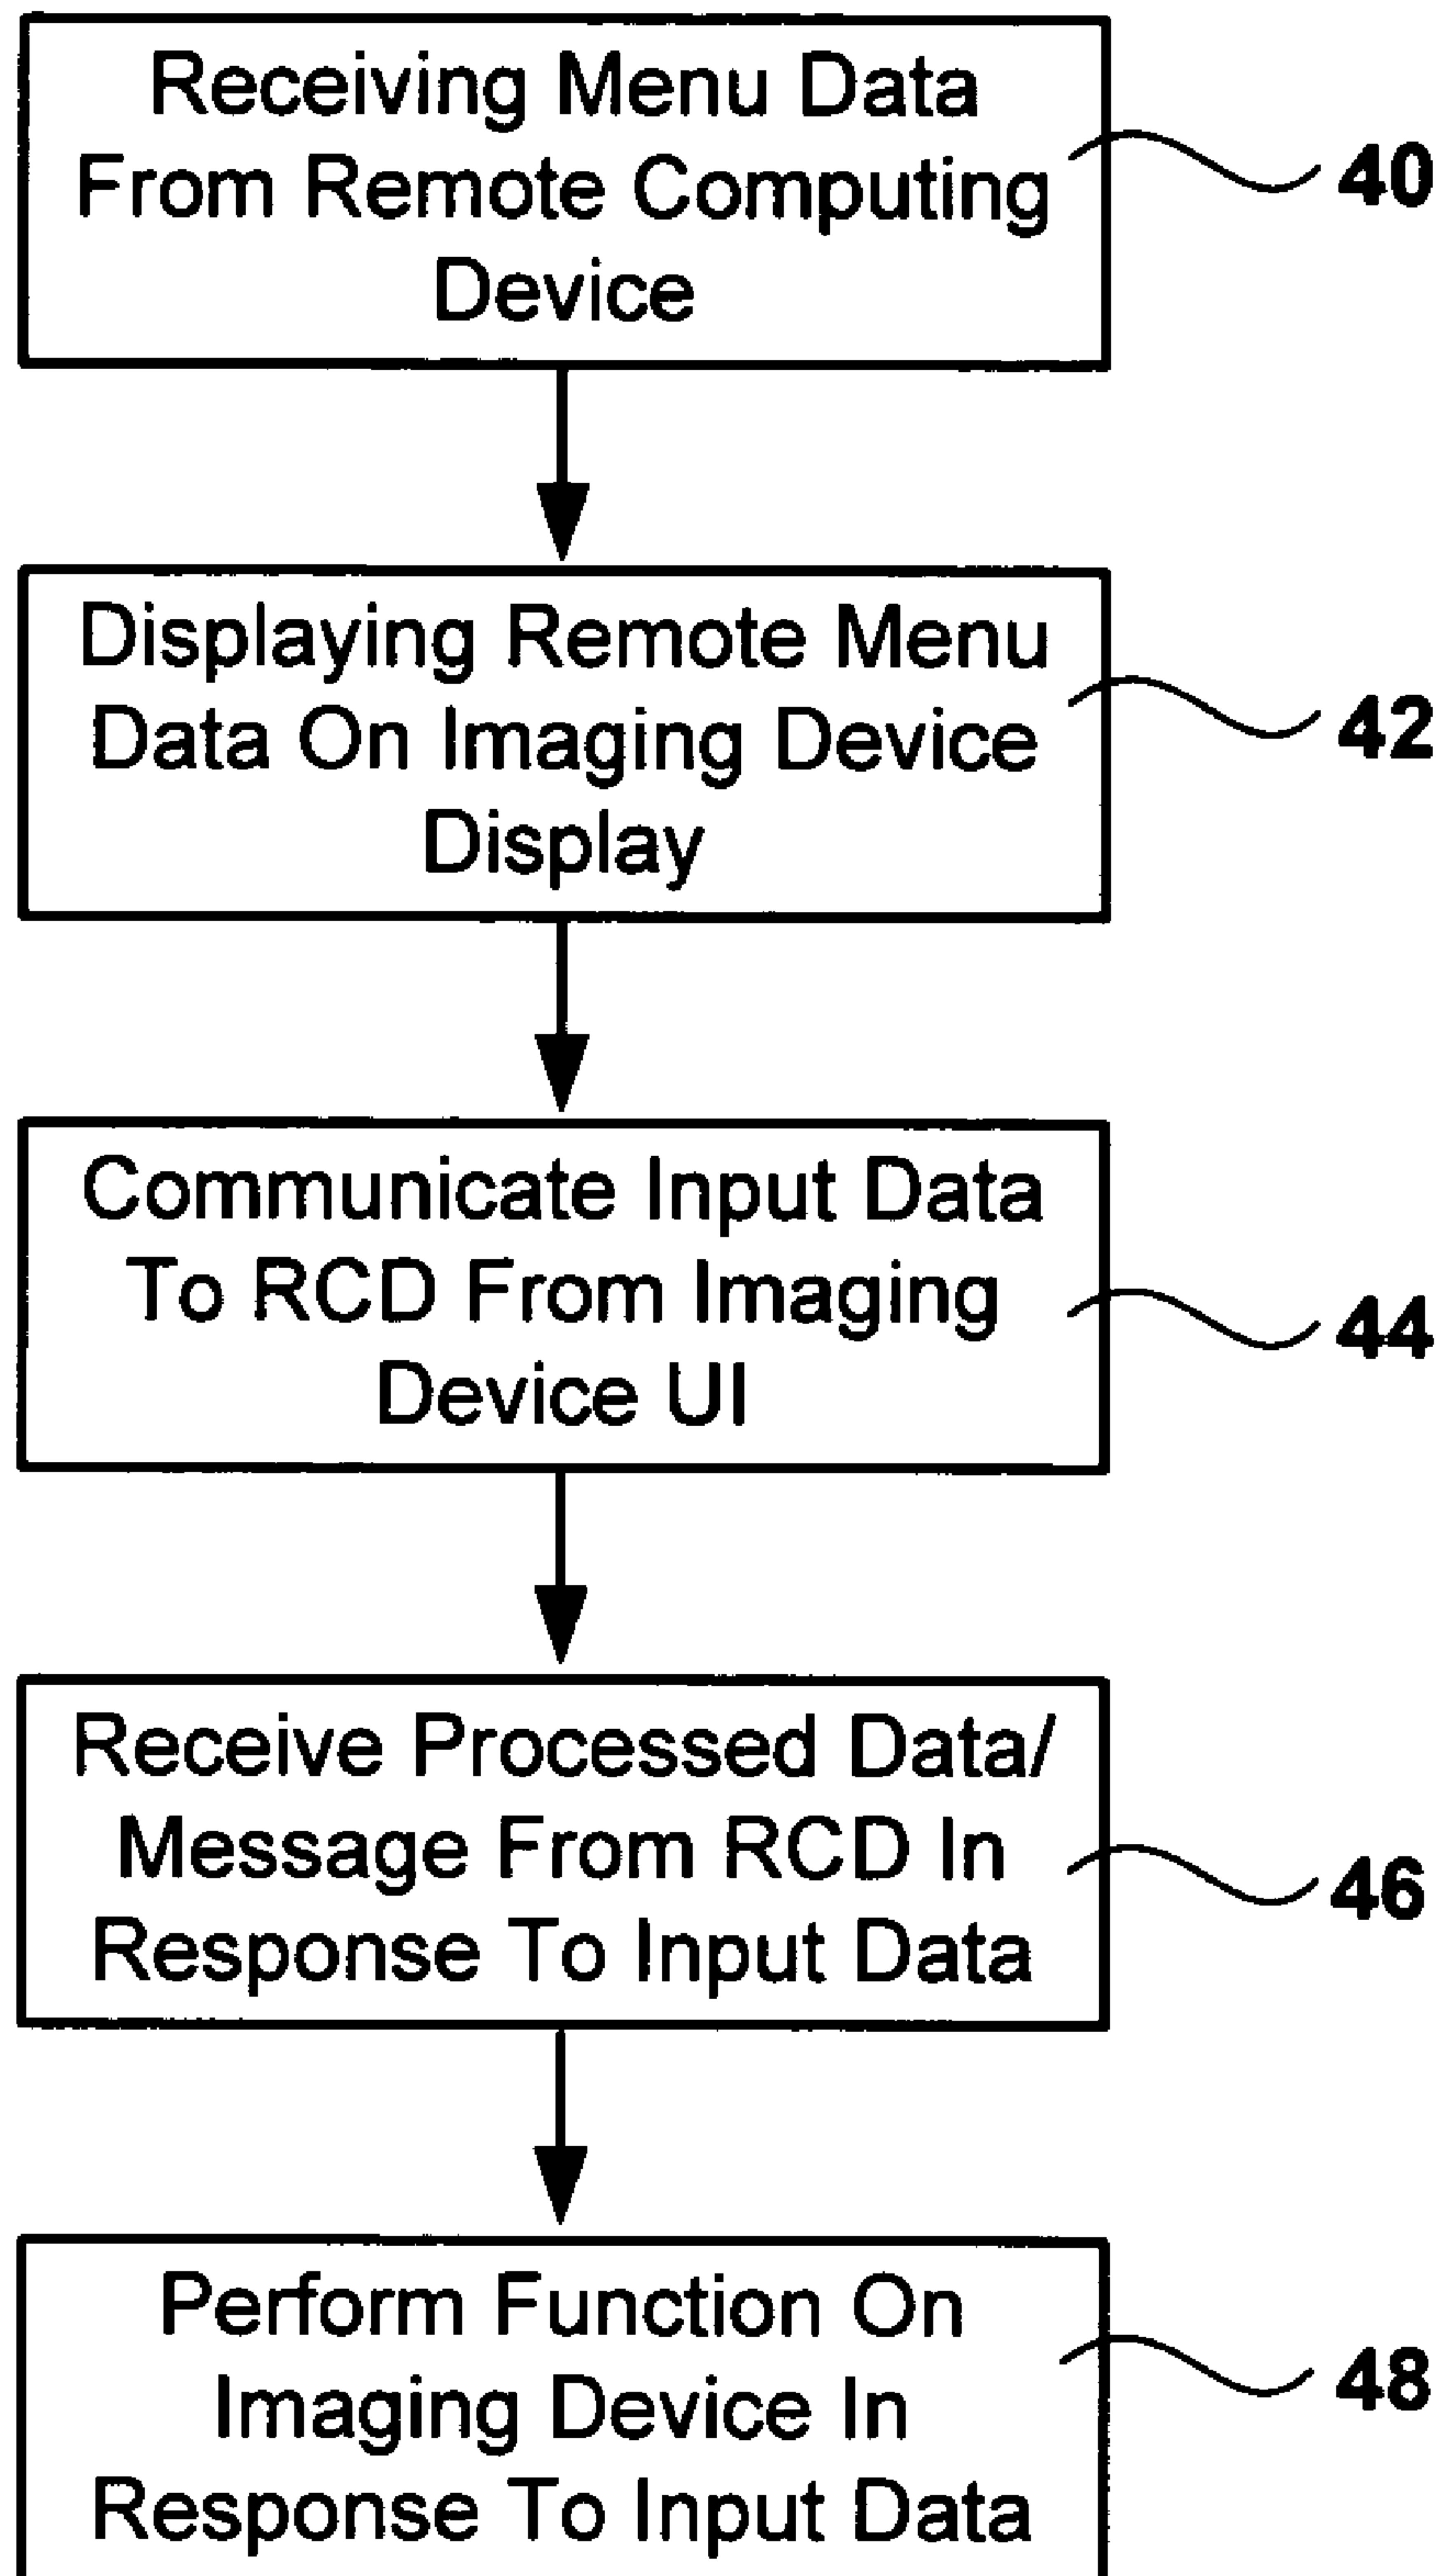 Receiving Menu Data
From Remote Computing
Device
40
Displaying Remote Menu
Data On Imaging Device
Display
42
Communicate Input Data
To RCD From Imaging
Device UI
44
Receive Processed Data/
Message From RCD In
Response To Input Data
46
Perform Function On
Imaging Device In
Response To Input Data
48